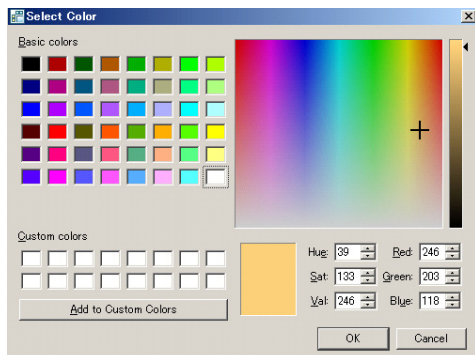 Select Color
Basic colors
Custom colors
Add to Custom Colors
Hue: 39 Red: 246
Sat: 133 Green: 203
Val: 246 Blue: 118
OK Cancel